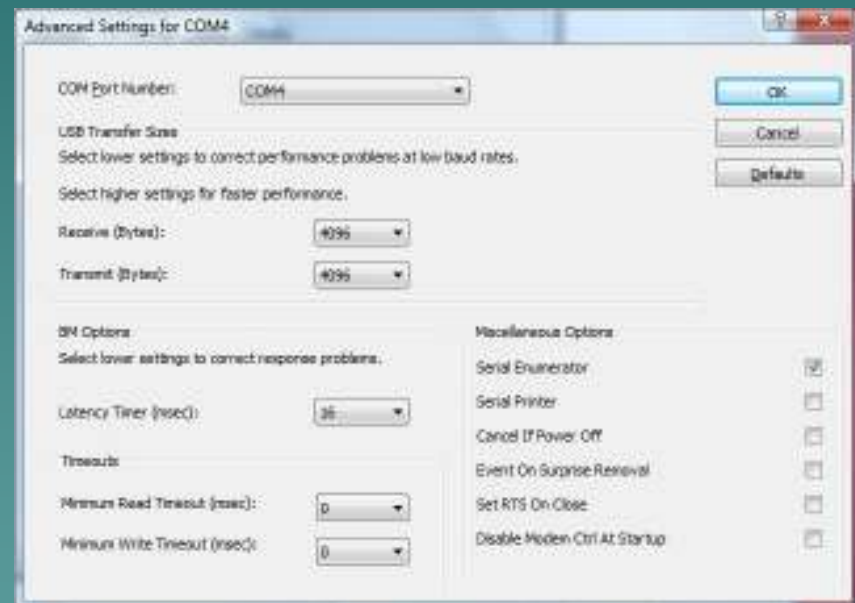 Advanced Settings for COM4
COM Port Number:
COM4
OK
USB Transfer Sizes
Cancel
Select lower settings to correct performance problems at low baud rates.
Defaults
Select higher settings for faster performance.
Receive (Bytes):
4096
Transmit (Bytes):
4096
BM Options
Select lower settings to correct response problems.
Latency Timer (msec):
16
Timeouts
Minimum Read Timeout (msec):
0
Minimum Write Timeout (msec):
0
Miscellaneous Options
Serial Enumerator
Serial Printer
Cancel If Power Off
Event On Surprise Removal
Set RTS On Close
Disable Modem Ctrl At Startup